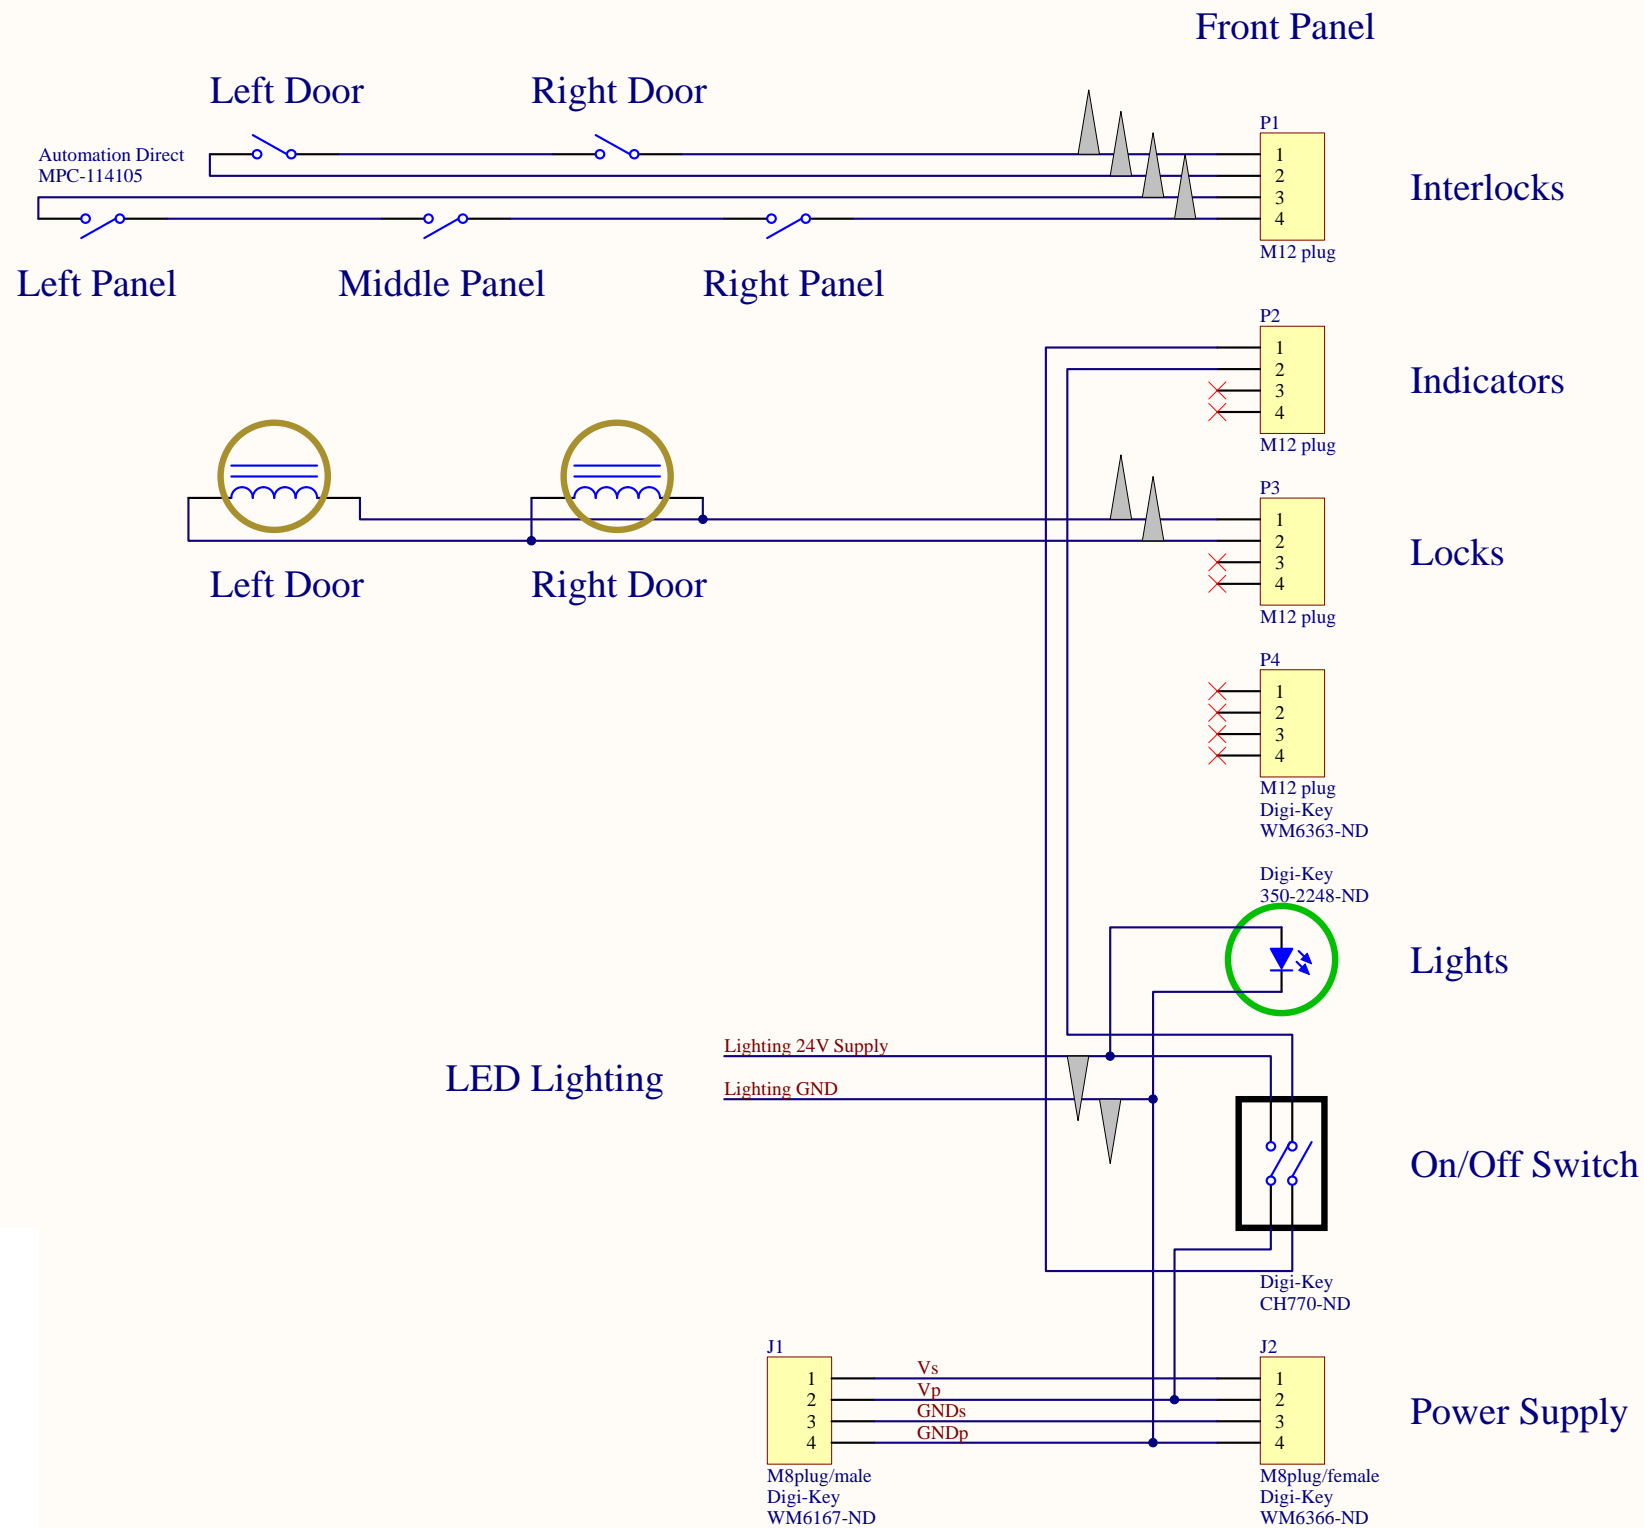 Front Panel
Left Door
Right Door
P1
Automation Direct
MPC-114105
1
2
3
4
Interlocks
M12 plug
Left Panel
Middle Panel
Right Panel
P2
1
2
3
4
Indicators
M12 plug
P3
1
2
3
4
Locks
M12 plug
Left Door
Right Door
P4
1
2
3
4
M12 plug
Digi-Key
WM6363-ND
Digi-Key
350-2248-ND
Lights
Lighting 24V Supply
LED Lighting
Lighting GND
On/Off Switch
Digi-Key
CH770-ND
J1
1
2
3
4
Vs
Vp
GNDs
GNDp
M8plug/male
Digi-Key
WM6167-ND
J2
1
2
3
4
Power Supply
M8plug/female
Digi-Key
WM6366-ND